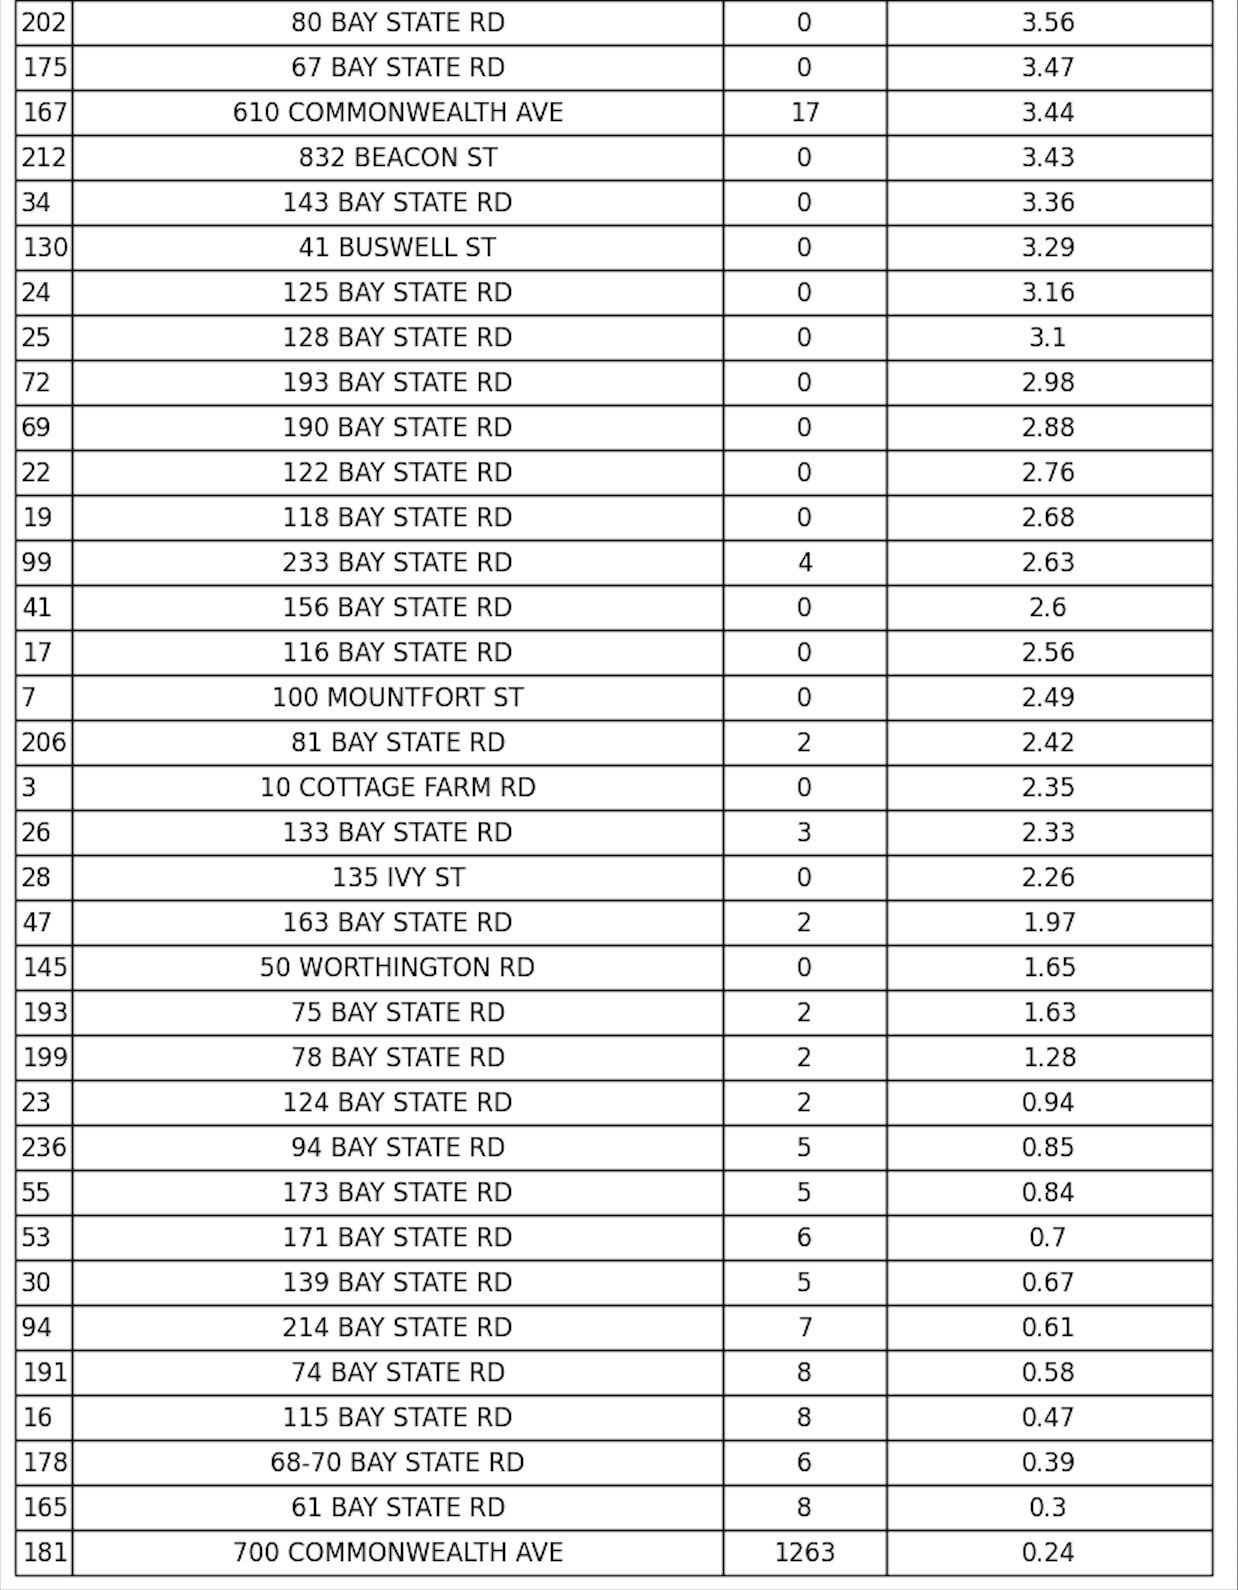 202 80 BAY STATE RD 0 3.56
175 67 BAY STATE RD 0 3.47
167 610 COMMONWEALTH AVE 17 3.44
212 832 BEACON ST 0 3.43
34 143 BAY STATE RD 0 3.36
130 41 BUSWELL ST 0 3.29
24 125 BAY STATE RD 0 3.16
25 128 BAY STATE RD 0 3.1
72 193 BAY STATE RD 0 2.98
69 190 BAY STATE RD 0 2.88
22 122 BAY STATE RD 0 2.76
19 118 BAY STATE RD 0 2.68
99 233 BAY STATE RD 4 2.63
41 156 BAY STATE RD 0 2.6
17 116 BAY STATE RD 0 2.56
7 100 MOUNTFORT ST 0 2.49
206 81 BAY STATE RD 2 2.42
3 10 COTTAGE FARM RD 0 2.35
26 133 BAY STATE RD 3 2.33
28 135 IVY ST 0 2.26
47 163 BAY STATE RD 2 1.97
145 50 WORTHINGTON RD 0 1.65
193 75 BAY STATE RD 2 1.63
199 78 BAY STATE RD 2 1.28
23 124 BAY STATE RD 2 0.94
236 94 BAY STATE RD 5 0.85
55 173 BAY STATE RD 5 0.84
53 171 BAY STATE RD 6 0.7
30 139 BAY STATE RD 5 0.67
94 214 BAY STATE RD 7 0.61
191 74 BAY STATE RD 8 0.58
16 115 BAY STATE RD 8 0.47
178 68-70 BAY STATE RD 6 0.39
165 61 BAY STATE RD 8 0.3
181 700 COMMONWEALTH AVE 1263 0.24